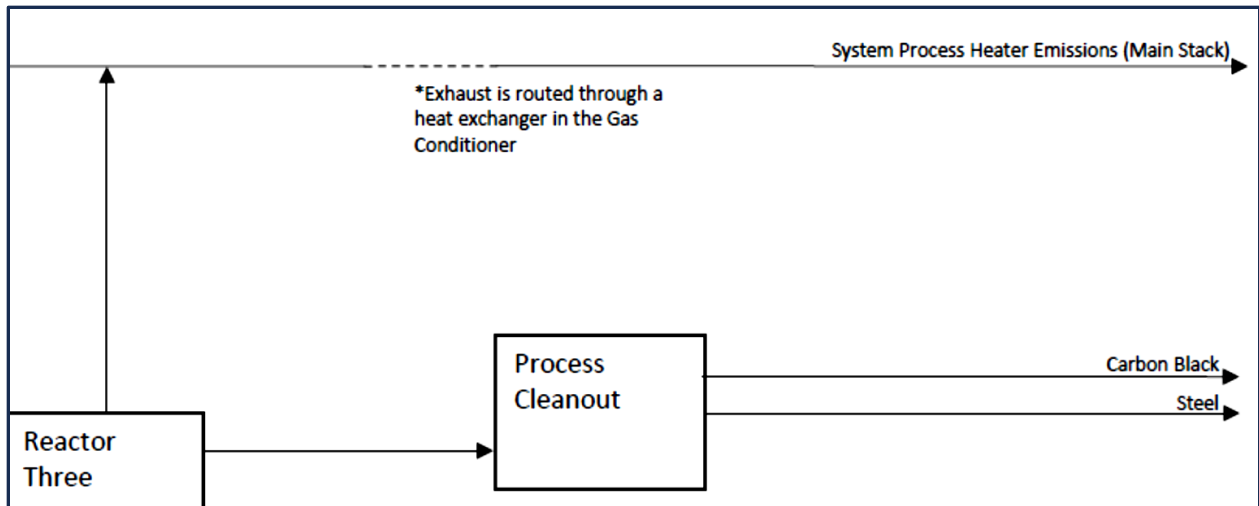 System Process Heater Emissions (Main Stack)
*Exhaust is routed through a
heat exchanger in the Gas
Conditioner
Process
Cleanout
Carbon Black
Steel
Reactor
Three